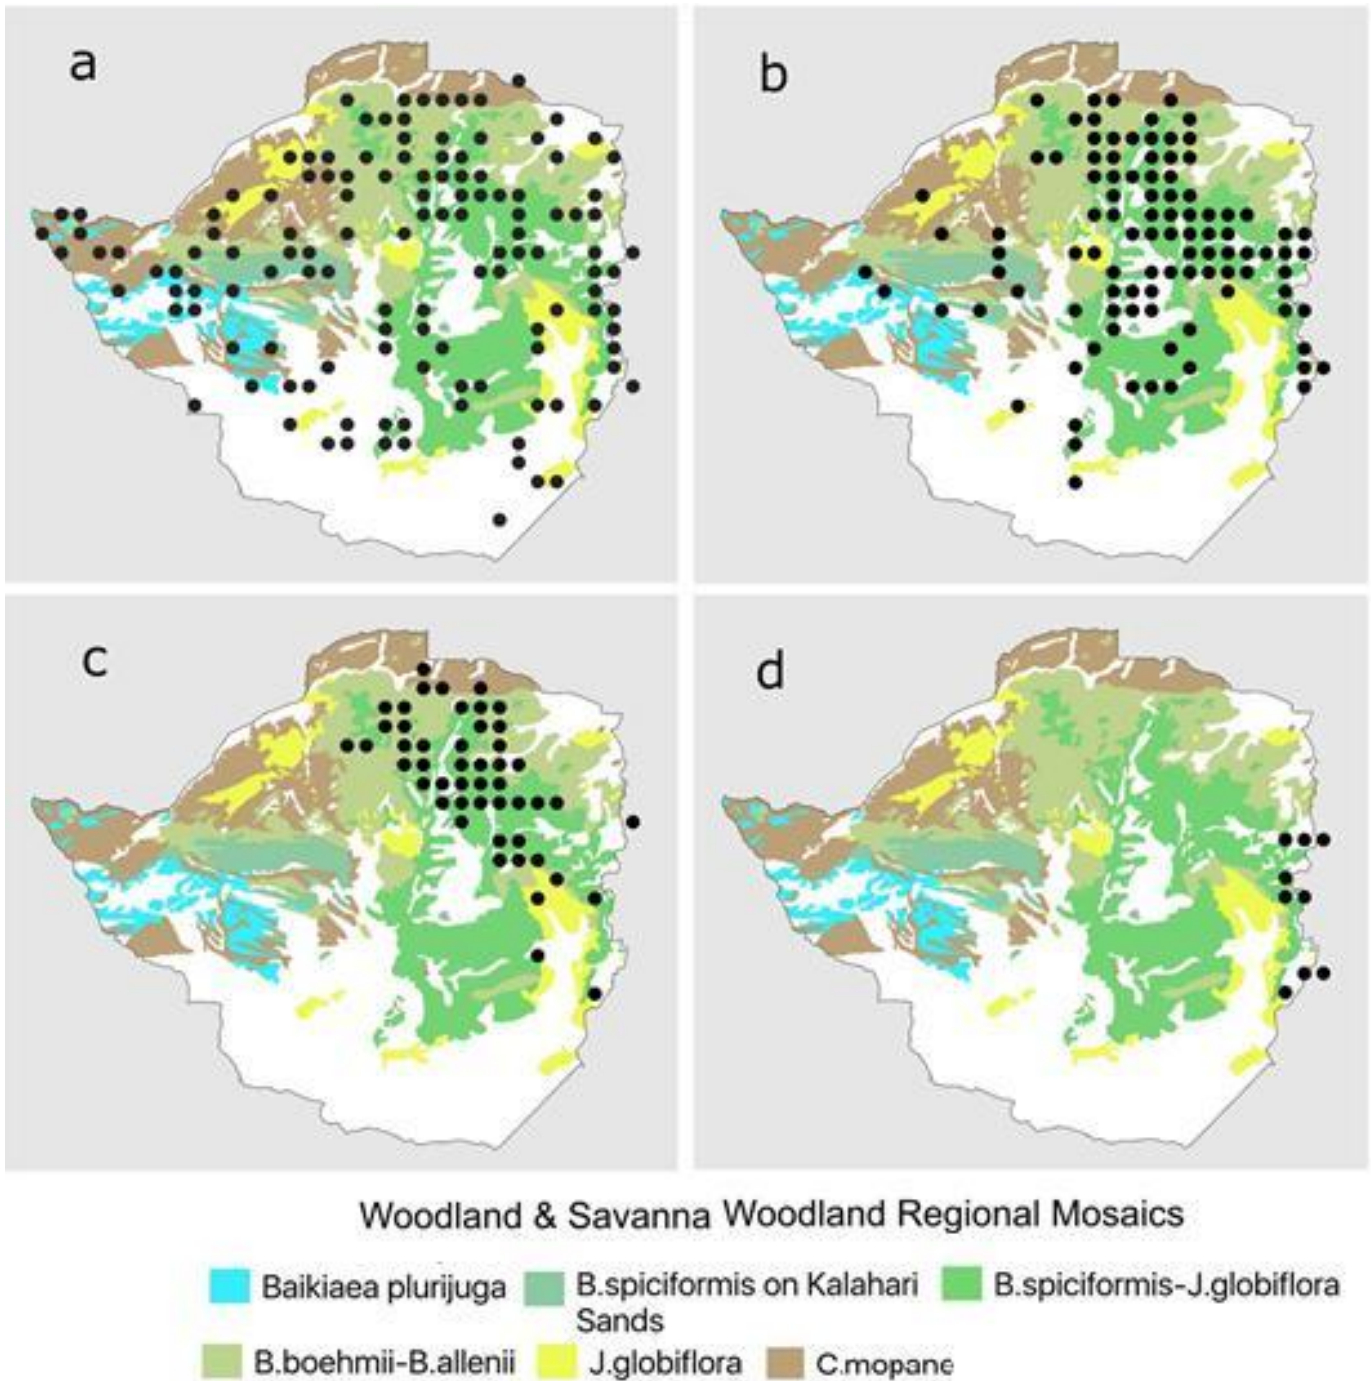 a
b
c
d
Woodland & Savanna Woodland Regional Mosaics
Baikiaea plurijuga
B.spiciformis on Kalahari
Sands
B.spiciformis-J.globiflora
B.boehmii-B.allenii
J.globiflora
C.mopane